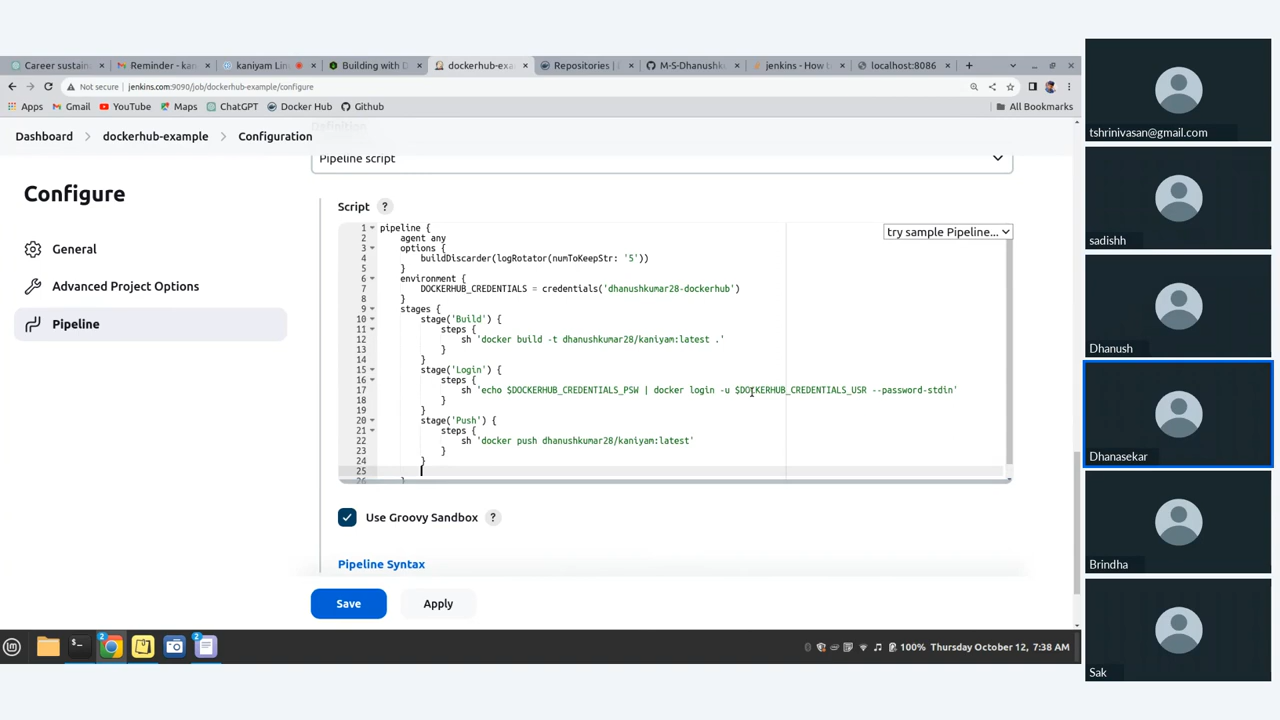 Career sustain
Reminder - kan
kaniyam Lin
Building with D
dockerhub-exa
Repositories |
M-S-Dhanushk
jenkins - How t
localhost:8086
Not secure | jenkins.com:9090/job/dockerhub-example/configure
Apps Gmail YouTube Maps ChatGPT Docker Hub Github All Bookmarks
Dashboard > dockerhub-example > Configuration
Definition
Configure
General
Advanced Project Options
Pipeline
Pipeline script
Script ?
try sample Pipeline...
1 pipeline {
2 agent any
3 options {
4 buildDiscarder(logRotator(numToKeepStr: '5'))
5 }
6 environment {
7 DOCKERHUB_CREDENTIALS = credentials('dhanushkumar28-dockerhub')
8 }
9 stages {
10 stage('Build') {
11 steps {
12 sh 'docker build -t dhanushkumar28/kaniyam:latest .'
13 }
14 }
15 stage('Login') {
16 steps {
17 sh 'echo $DOCKERHUB_CREDENTIALS_PSW | docker login -u $DOCKERHUB_CREDENTIALS_USR --password-stdin'
18 }
19 }
20 stage('Push') {
21 steps {
22 sh 'docker push dhanushkumar28/kaniyam:latest'
23 }
24 }
25
26 }
Use Groovy Sandbox ?
Pipeline Syntax
Save Apply
2
2
100% Thursday October 12, 7:38 AM
tshrinivasan@gmail.com
sadishh
Dhanush
Dhanasekar
Brindha
Sak